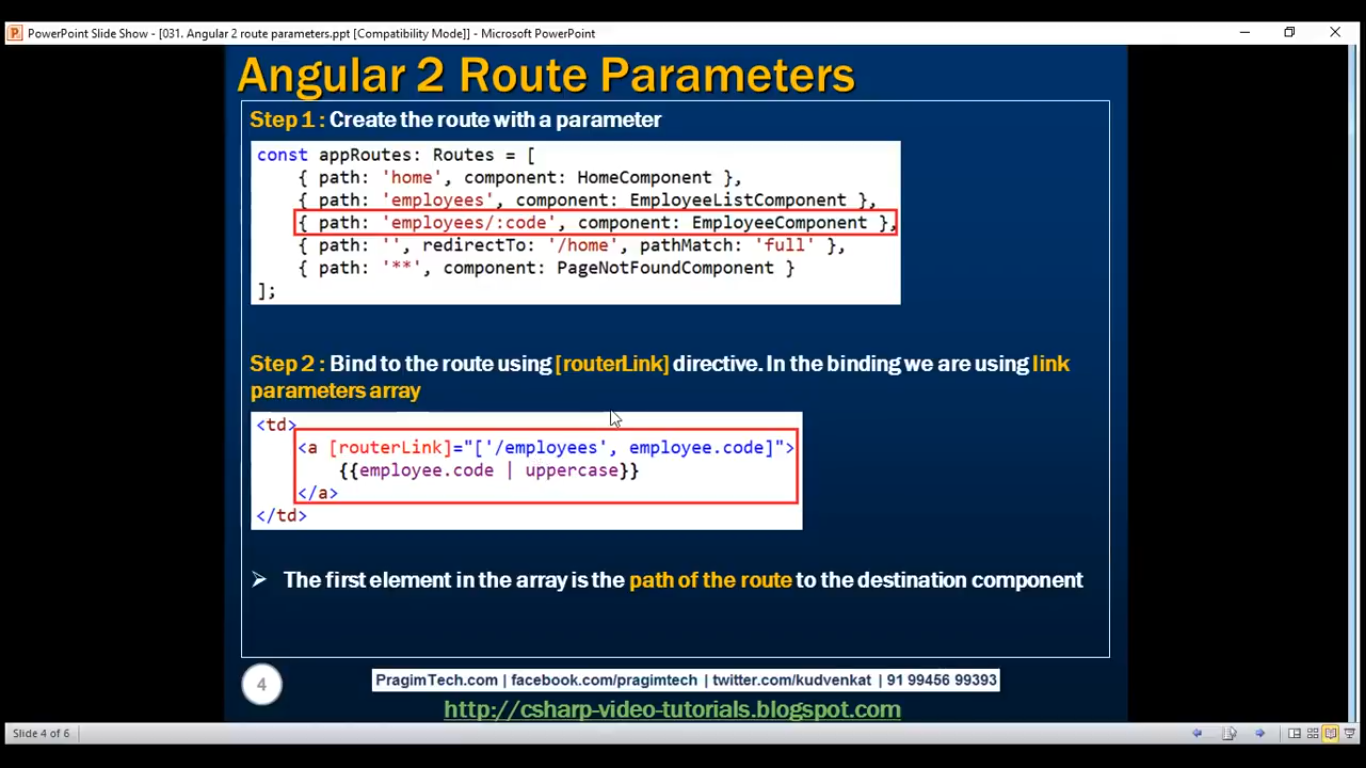 PowerPoint Slide Show - [031. Angular 2 route parameters.ppt [Compatibility Mode]] - Microsoft PowerPoint
Angular 2 Route Parameters
Step 1 : Create the route with a parameter
const appRoutes: Routes = [
{ path: 'home', component: HomeComponent },
{ path: 'employees', component: EmployeeListComponent },
{ path: 'employees/:code', component: EmployeeComponent },
{ path: '', redirectTo: '/home', pathMatch: 'full' },
{ path: '**', component: PageNotFoundComponent }
];
Step 2 : Bind to the route using [routerLink] directive. In the binding we are using link
parameters array
<td>
<a [routerLink]="['/employees', employee.code]">
{{employee.code | uppercase}}
</a>
</td>
➢ The first element in the array is the path of the route to the destination component
4
PragimTech.com | facebook.com/pragimtech | twitter.com/kudvenkat | 91 99456 99393
http://csharp-video-tutorials.blogspot.com
Slide 4 of 6